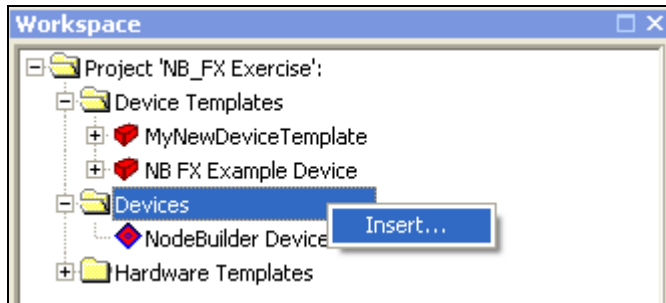 Workspace
Project 'NB_FX Exercise':
Device Templates
MyNewDeviceTemplate
NB FX Example Device
Devices
Insert...
NodeBuilder Device
Hardware Templates